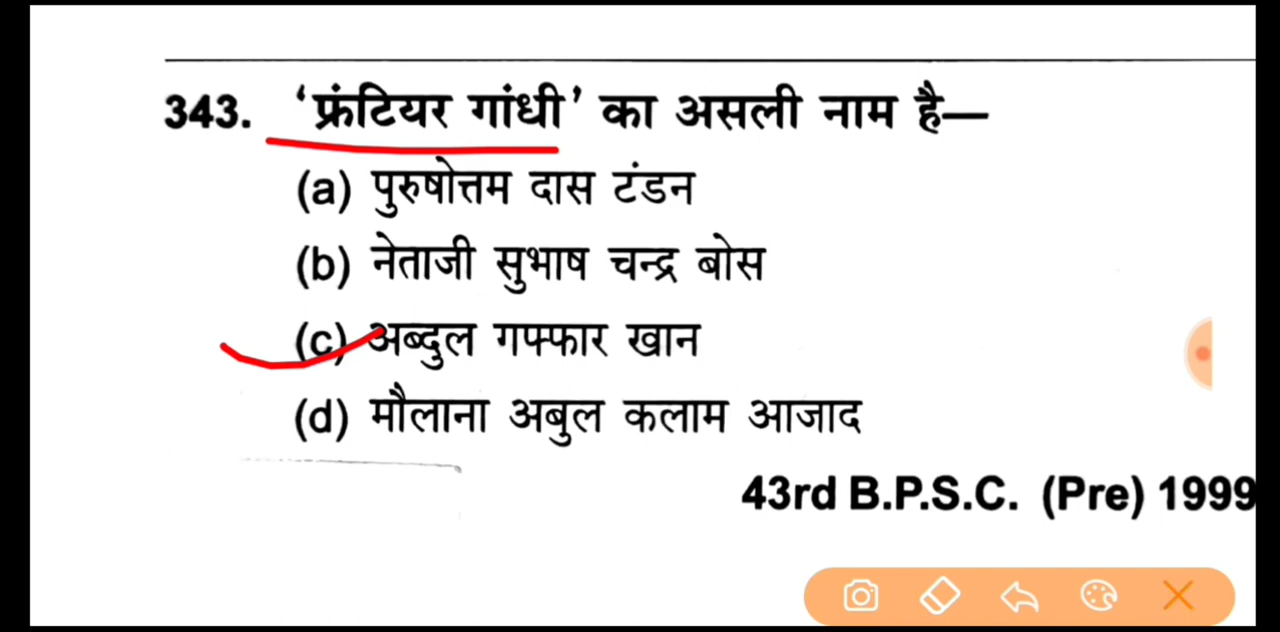 343. ‘फ्रंटियर गांधी’ का असली नाम है—
(a) पुरुषोत्तम दास टंडन
(b) नेताजी सुभाष चन्द्र बोस
(c) अब्दुल गफ्फार खान
(d) मौलाना अबुल कलाम आजाद
43rd B.P.S.C. (Pre) 1999